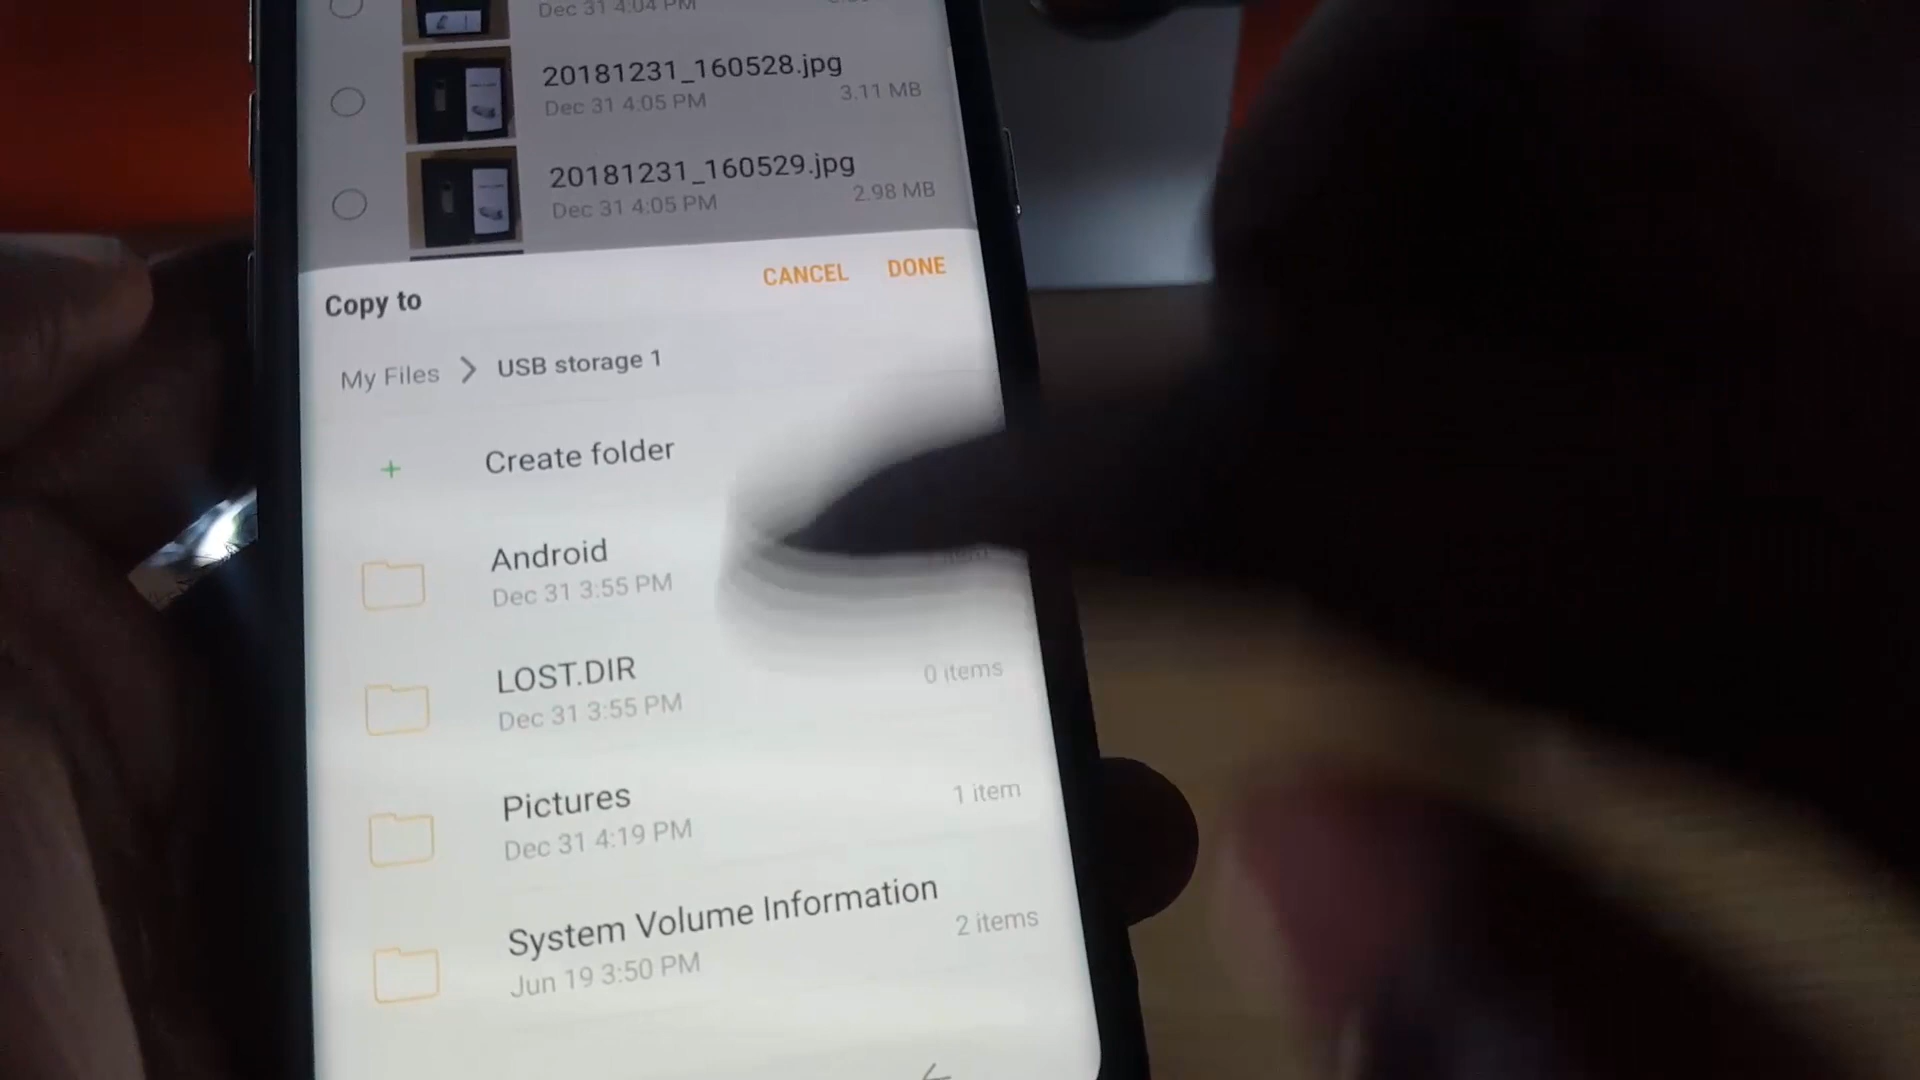 Dec 31 4:04 PM
20181231_160528.jpg
Dec 31 4:05 PM
3.11 MB
20181231_160529.jpg
Dec 31 4:05 PM
2.98 MB
CANCEL
DONE
Copy to
My Files > USB storage 1
+ Create folder
Android
Dec 31 3:55 PM
LOST.DIR
0 items
Dec 31 3:55 PM
Pictures
1 item
Dec 31 4:19 PM
System Volume Information
2 items
Jun 19 3:50 PM